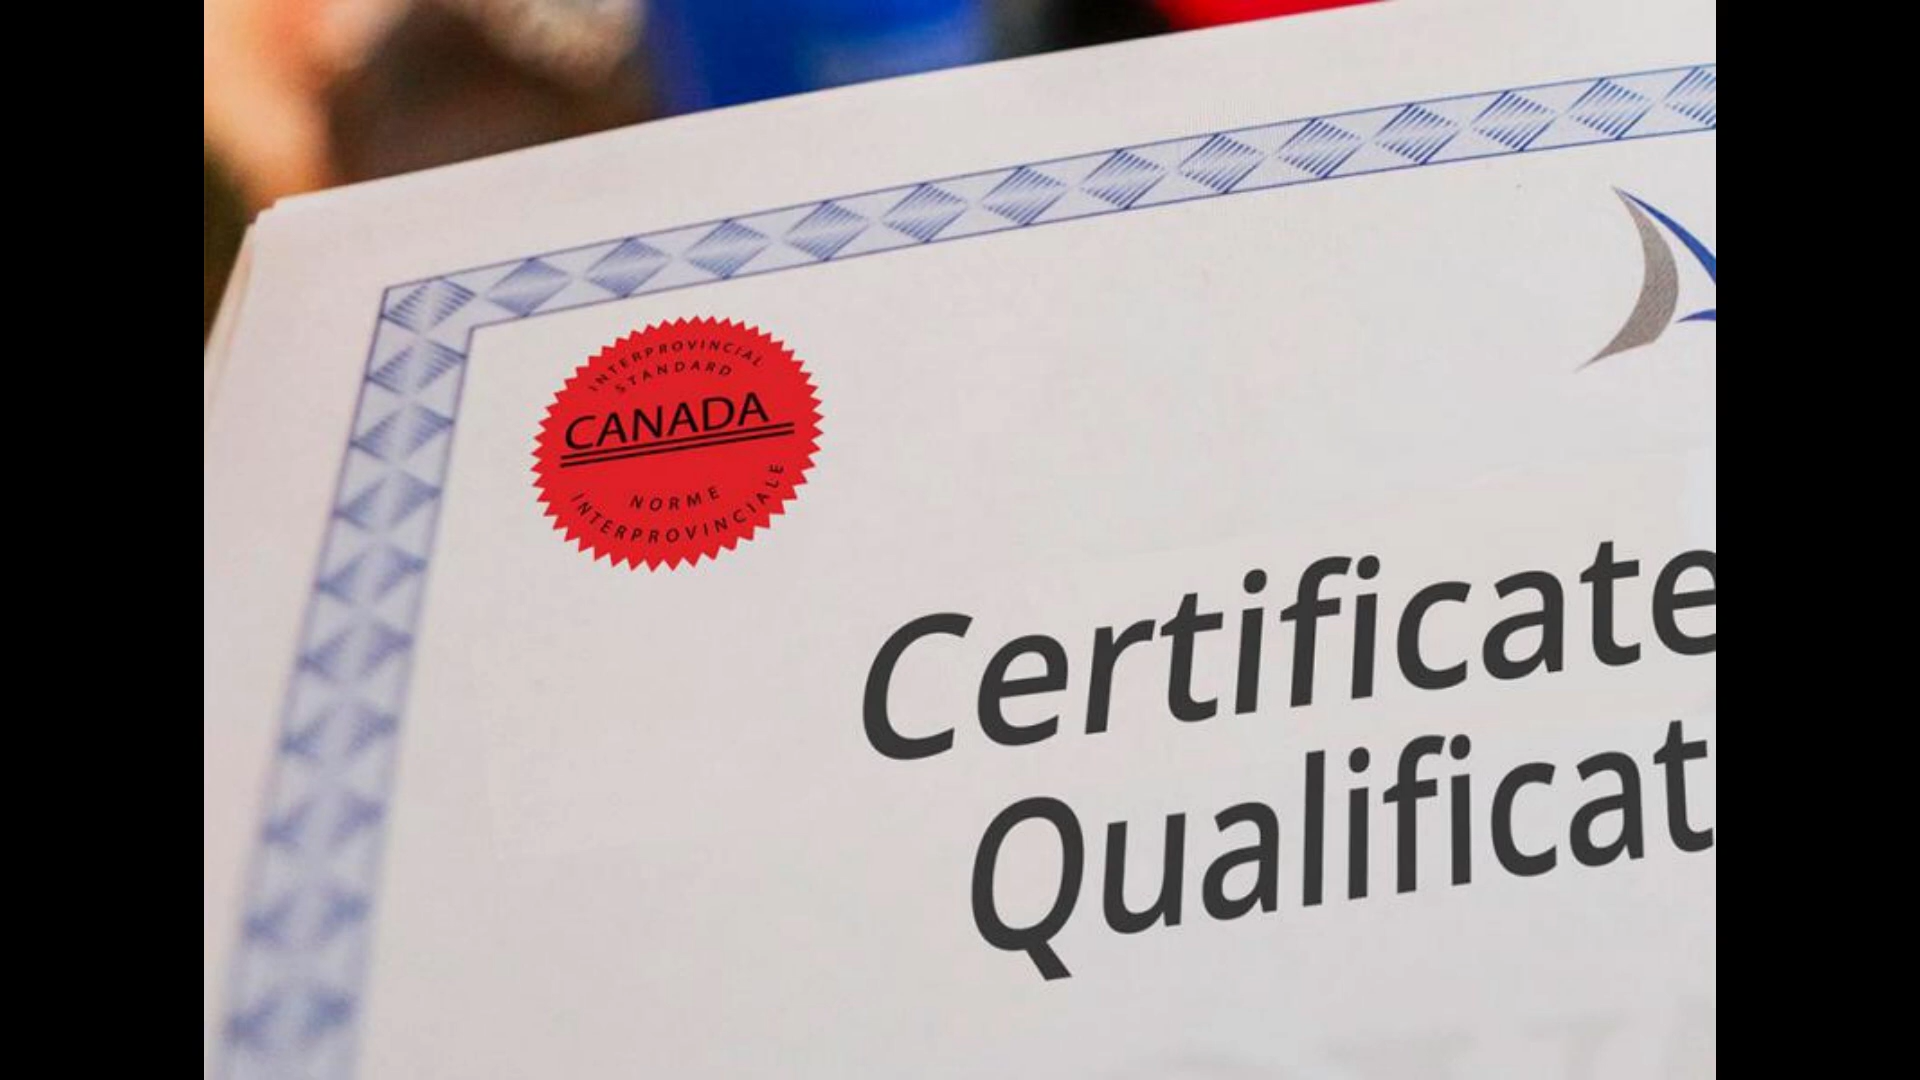 INTERPROVINCIAL
STANDARD
CANADA
NORME
INTERPROVINCIALE
Certificate
Qualificat